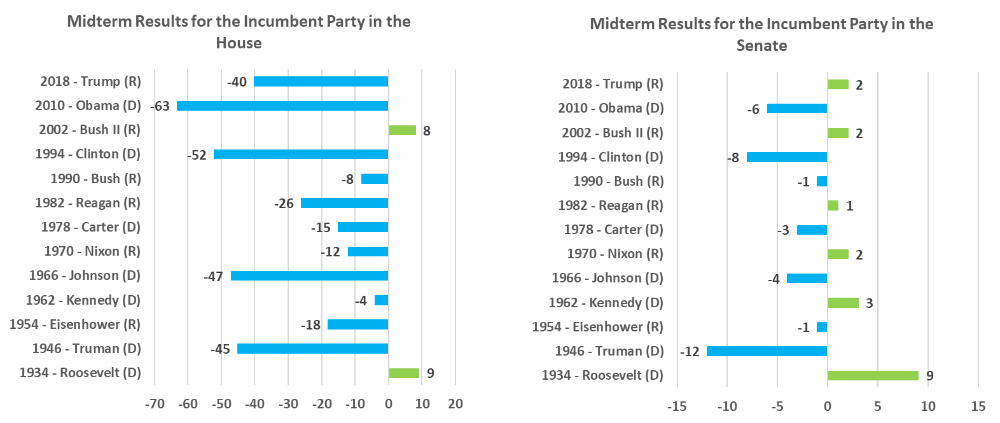 Midterm Results for the Incumbent Party in the
House
2018 - Trump (R)
-40
2010 - Obama (D)
-63
2002 - Bush II (R)
8
1994 - Clinton (D)
-52
1990 - Bush (R)
-8
1982 - Reagan (R)
-26
1978 - Carter (D)
-15
1970 - Nixon (R)
-12
1966 - Johnson (D)
-47
1962 - Kennedy (D)
-4
1954 - Eisenhower (R)
-18
1946 - Truman (D)
-45
1934 - Roosevelt (D)
9
-70 -60 -50 -40 -30 -20 -10 0 10 20
Midterm Results for the Incumbent Party in the
Senate
2018 - Trump (R)
2
2010 - Obama (D)
-6
2002 - Bush II (R)
2
1994 - Clinton (D)
-8
1990 - Bush (R)
-1
1982 - Reagan (R)
1
1978 - Carter (D)
-3
1970 - Nixon (R)
2
1966 - Johnson (D)
-4
1962 - Kennedy (D)
3
1954 - Eisenhower (R)
-1
1946 - Truman (D)
-12
1934 - Roosevelt (D)
9
-15 -10 -5 0 5 10 15